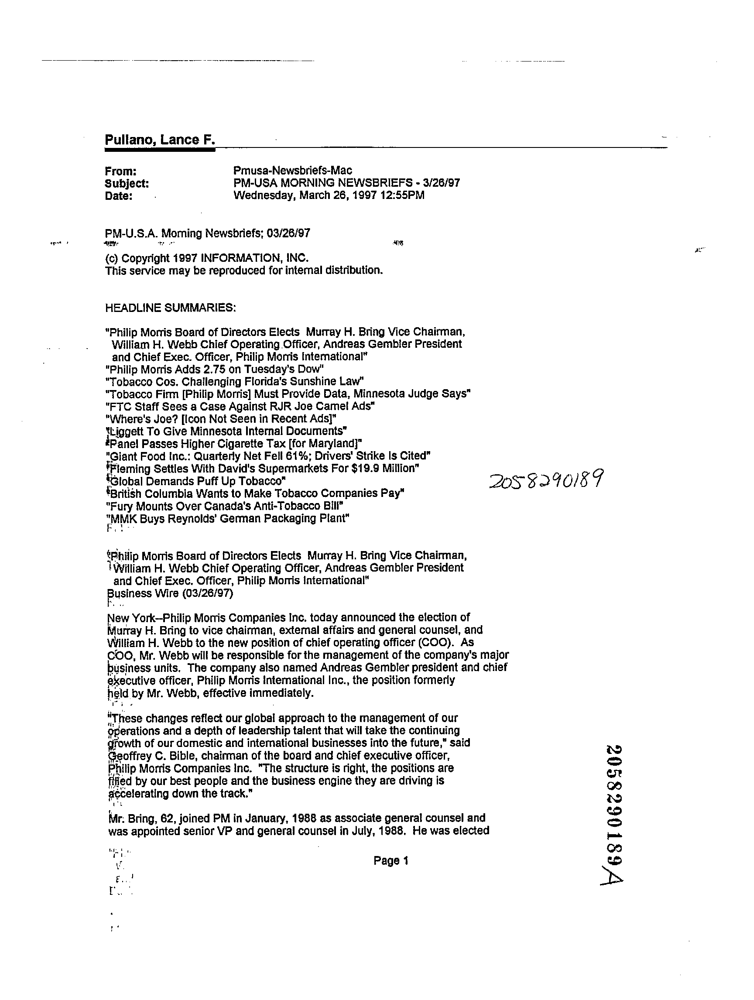 Pullano, Lance F.
From: Pmusa-Newsbriefs-Mac
Subject: PM-USA MORNING NEWSBRIEFS - 3/26/97
Date: Wednesday, March 26, 1997 12:55PM
PM-U.S.A. Morning Newsbriefs; 03/26/97
(c) Copyright 1997 INFORMATION, INC.
This service may be reproduced for internal distribution.
HEADLINE SUMMARIES:
"Philip Morris Board of Directors Elects Murray H. Bring Vice Chairman,
William H. Webb Chief Operating Officer, Andreas Gembler President
and Chief Exec. Officer, Philip Morris International"
"Philip Morris Adds 2.75 on Tuesday's Dow"
"Tobacco Cos. Challenging Florida's Sunshine Law"
"Tobacco Firm [Philip Morris] Must Provide Data, Minnesota Judge Says"
"FTC Staff Sees a Case Against RJR Joe Camel Ads"
"Where's Joe? [Icon Not Seen in Recent Ads]"
"Liggett To Give Minnesota Internal Documents"
"Panel Passes Higher Cigarette Tax [for Maryland]"
"Giant Food Inc.: Quarterly Net Fell 61%; Drivers' Strike Is Cited"
"Fleming Settles With David's Supermarkets For $19.9 Million"
"Global Demands Puff Up Tobacco"
"British Columbia Wants to Make Tobacco Companies Pay"
"Fury Mounts Over Canada's Anti-Tobacco Bill"
"MMK Buys Reynolds' German Packaging Plant"
2058290189
"Philip Morris Board of Directors Elects Murray H. Bring Vice Chairman,
William H. Webb Chief Operating Officer, Andreas Gembler President
and Chief Exec. Officer, Philip Morris International"
Business Wire (03/26/97)
New York--Philip Morris Companies Inc. today announced the election of
Murray H. Bring to vice chairman, external affairs and general counsel, and
William H. Webb to the new position of chief operating officer (COO). As
COO, Mr. Webb will be responsible for the management of the company's major
business units. The company also named Andreas Gembler president and chief
executive officer, Philip Morris International Inc., the position formerly
held by Mr. Webb, effective immediately.
"These changes reflect our global approach to the management of our
operations and a depth of leadership talent that will take the continuing
growth of our domestic and international businesses into the future," said
Geoffrey C. Bible, chairman of the board and chief executive officer,
Philip Morris Companies Inc. "The structure is right, the positions are
filled by our best people and the business engine they are driving is
accelerating down the track."
Mr. Bring, 62, joined PM in January, 1988 as associate general counsel and
was appointed senior VP and general counsel in July, 1988. He was elected
Page 1
2058290189A